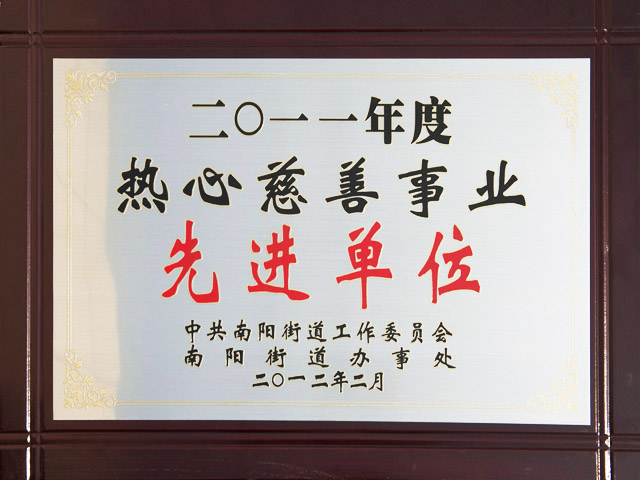 二〇一一年度
热心慈善事业
先进单位
中共南阳街道工作委员会
南阳街道办事处
二〇一二年二月